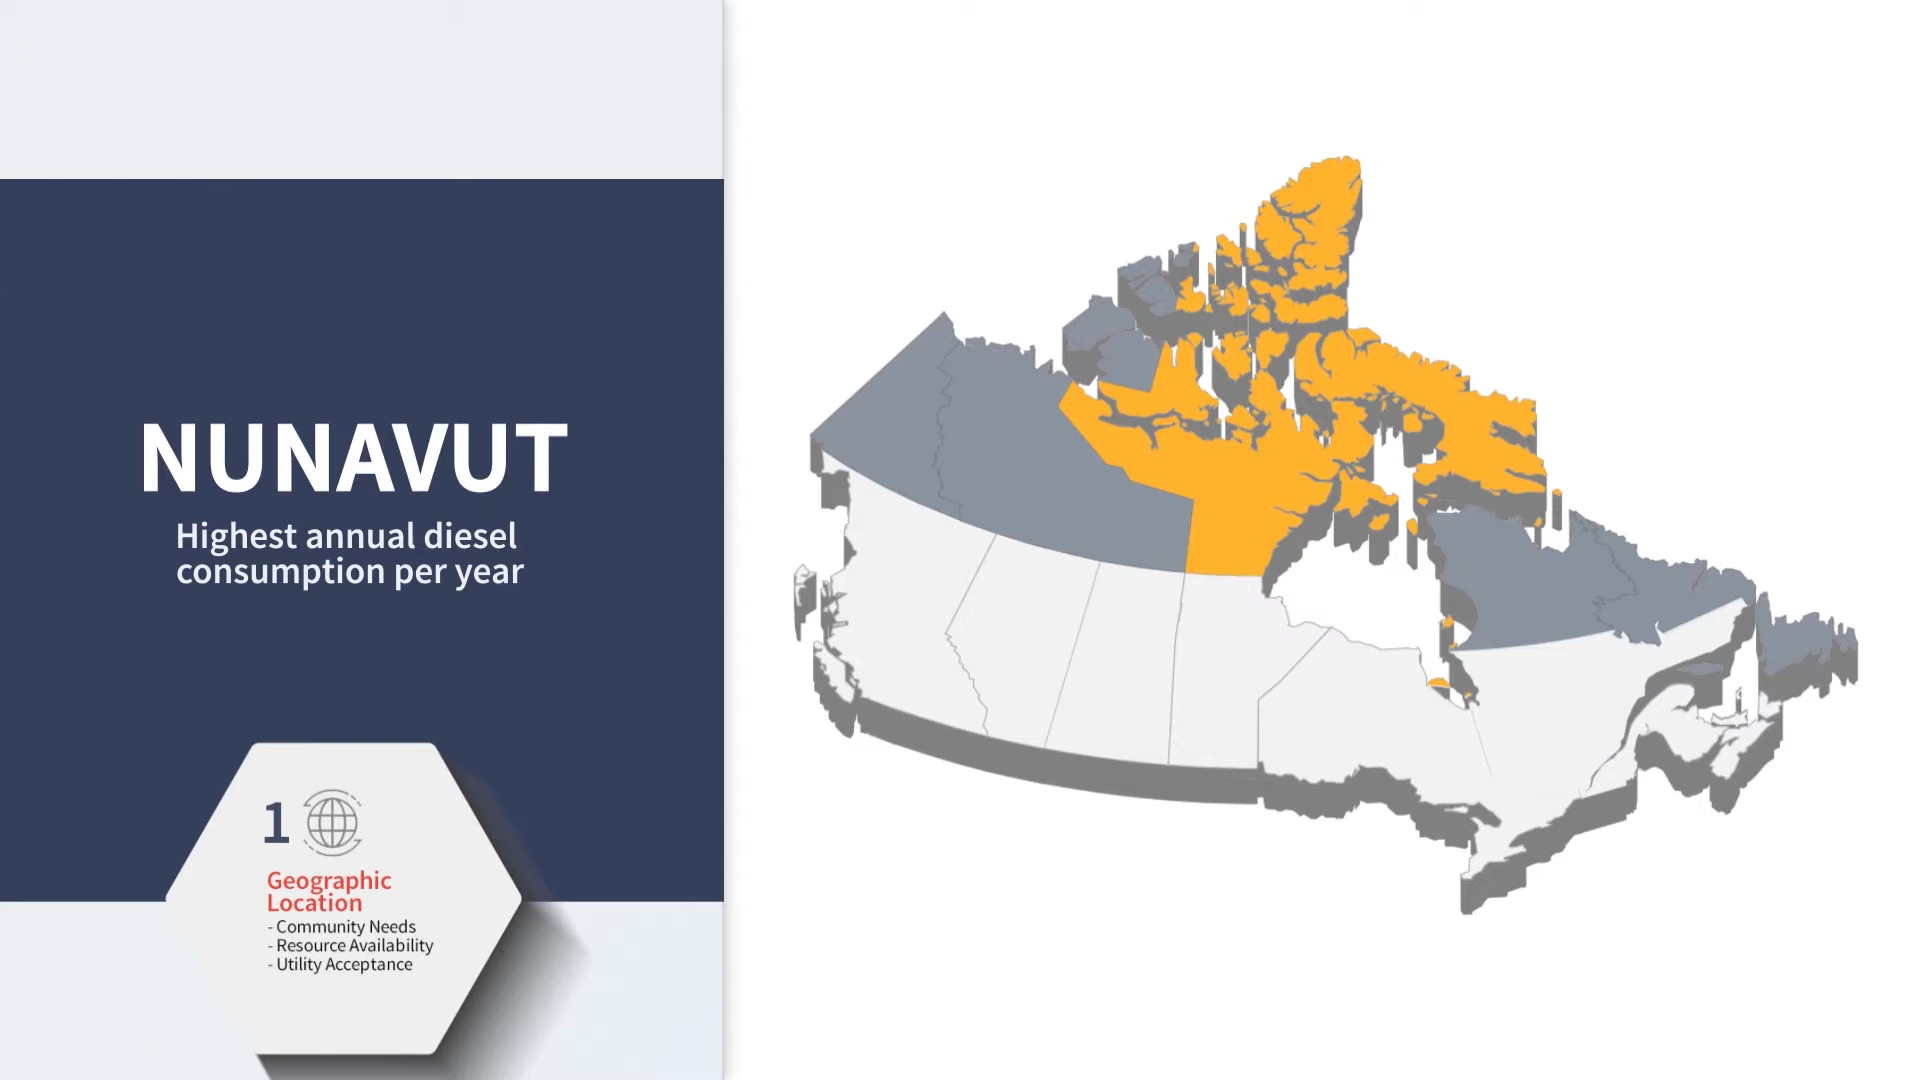 NUNAVUT
Highest annual diesel
consumption per year
1
Geographic
Location
- Community Needs
- Resource Availability
- Utility Acceptance